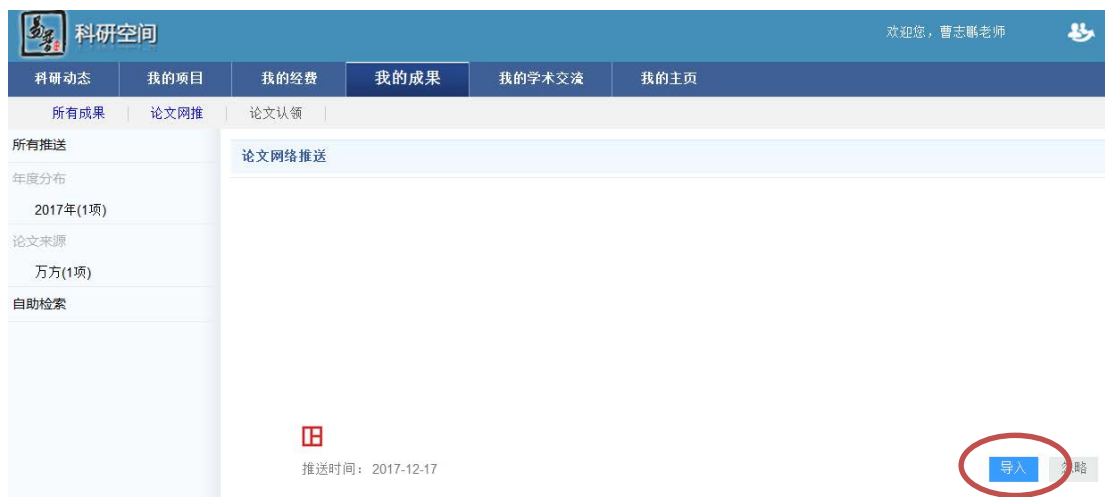 易普 科研空间
欢迎您，曹志鹏老师
科研动态 我的项目 我的经费 我的成果 我的学术交流 我的主页
所有成果 论文网推 论文认领
所有推送
论文网络推送
年度分布
2017年(1项)
论文来源
万方(1项)
自助检索
推送时间：2017-12-17
导入 忽略